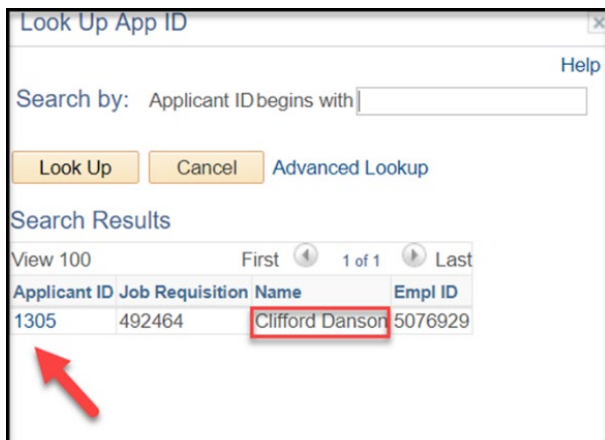 Look Up App ID
Help
Search by: Applicant ID begins with
Look Up Cancel Advanced Lookup
Search Results
View 100 First 1 of 1 Last
Applicant ID Job Requisition Name Empl ID
1305 492464 Clifford Danson 5076929